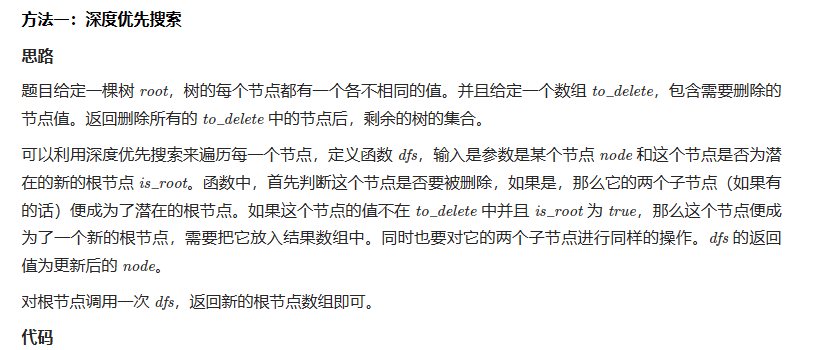 方法一：深度优先搜索
思路
题目给定一棵树 root，树的每个节点都有一个各不相同的值。并且给定一个数组 to_delete，包含需要删除的
节点值。返回删除所有的 to_delete 中的节点后，剩余的树的集合。
可以利用深度优先搜索来遍历每一个节点，定义函数 dfs，输入是参数是某个节点 node 和这个节点是否为潜
在的新的根节点 is_root。函数中，首先判断这个节点是否要被删除，如果是，那么它的两个子节点（如果有
的话）便成为了潜在的根节点。如果这个节点的值不在 to_delete 中并且 is_root 为 true，那么这个节点便成
为了一个新的根节点，需要把它放入结果数组中。同时也要对它的两个子节点进行同样的操作。dfs 的返回
值为更新后的 node。
对根节点调用一次 dfs，返回新的根节点数组即可。
代码